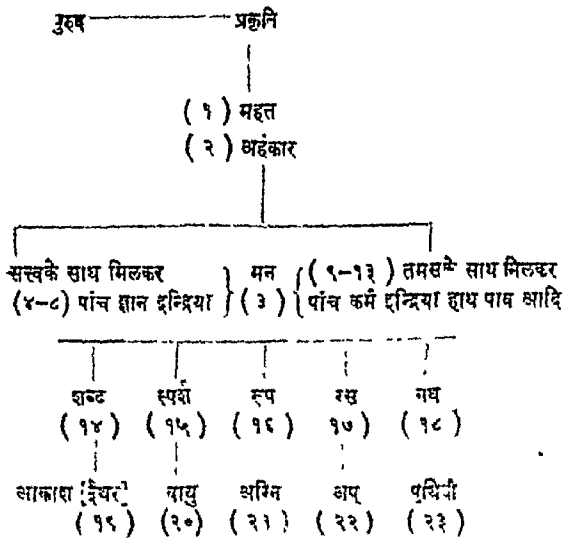 पुरुष प्रकृति
( १ ) महत्त
( २ ) अहंकार
सत्त्वके साथ मिलकर } मन { ( ९-१३ ) तमसके साथ मिलकर
(४-८) पांच ज्ञान इन्द्रिया } ( ३ ) { पांच कर्म इन्द्रिया हाथ पाव आदि
शब्द स्पर्श रूप रस गध
( १४ ) ( १५ ) ( १६ ) ( १७ ) ( १८ )
आकाश [ईथर] वायु अग्नि अप् पृथिवी
( १९ ) (२०) (२१) ( २२ ) (२३)